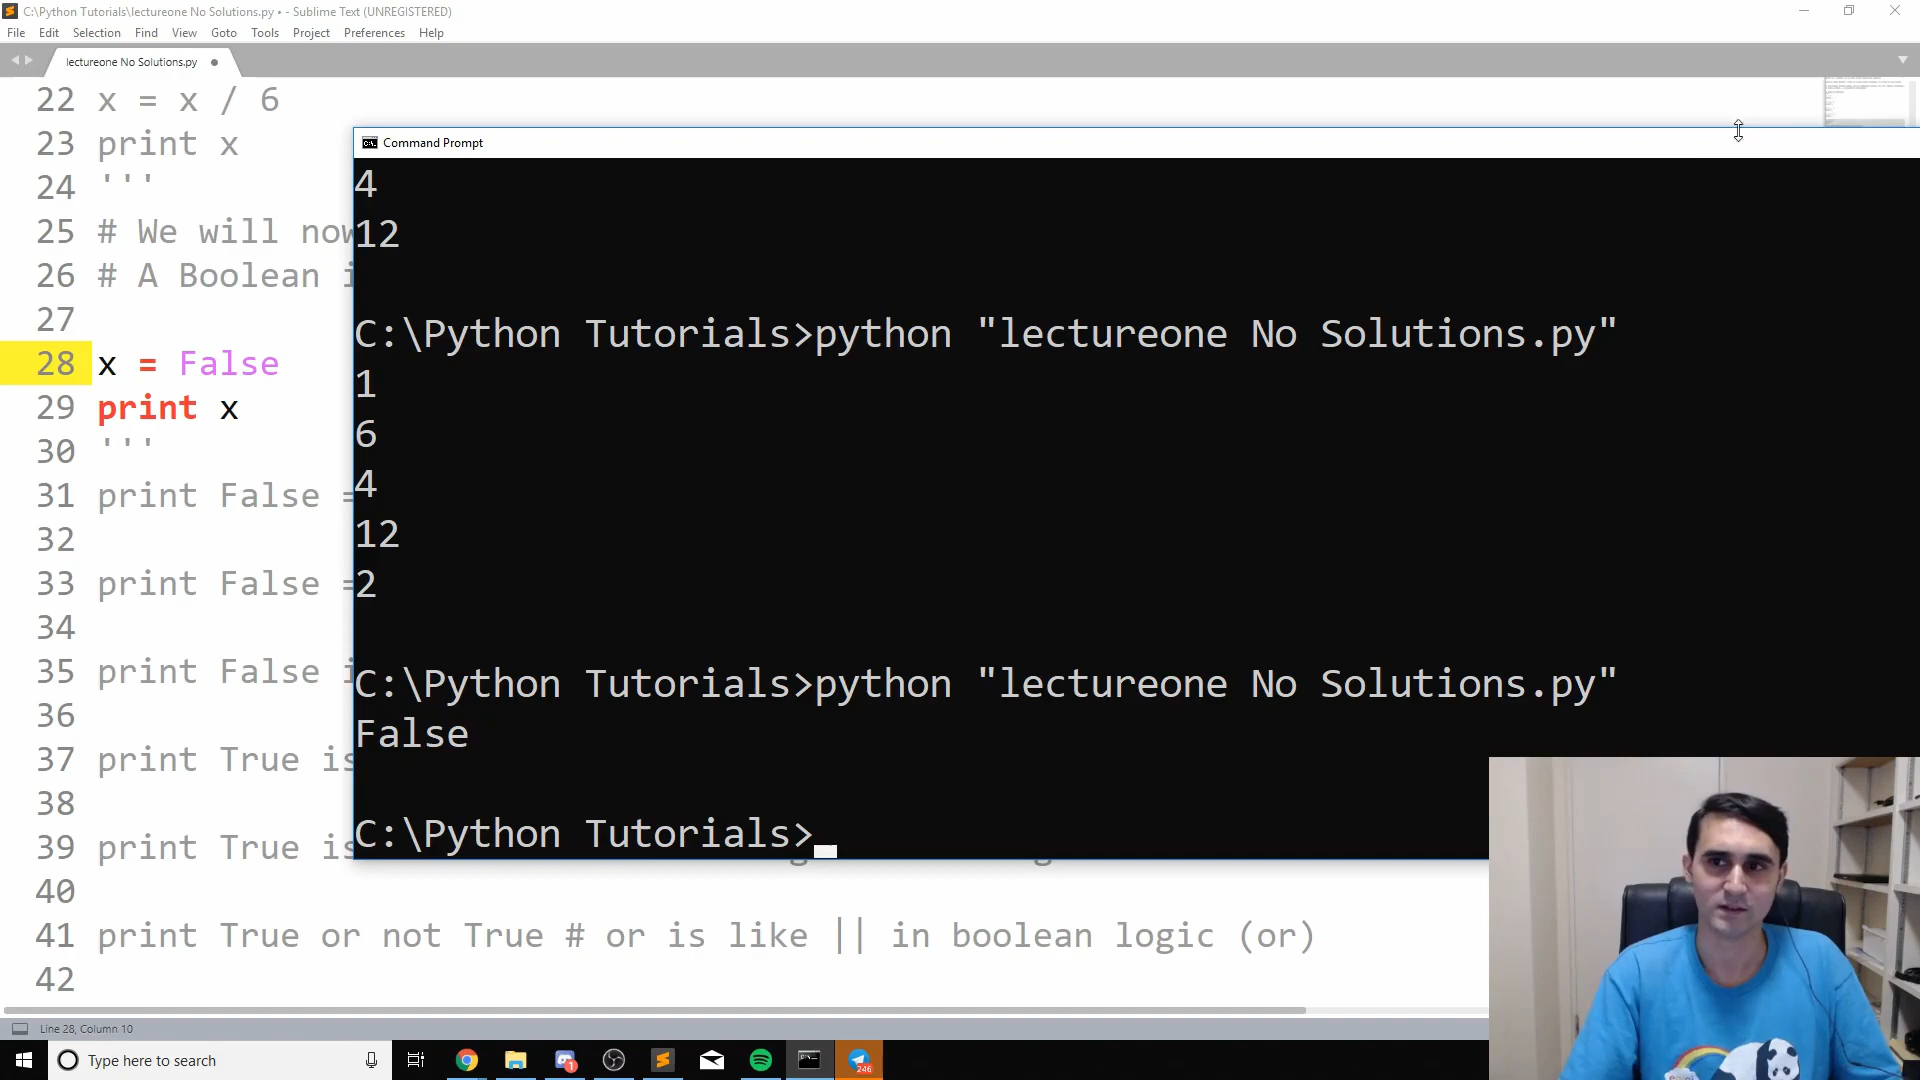 C:\Python Tutorials\lectureone No Solutions.py • - Sublime Text (UNREGISTERED)
File Edit Selection Find View Goto Tools Project Preferences Help
lectureone No Solutions.py
22 x = x / 6
23 print x
24 '''
25 # We will now
26 # A Boolean i
27
28 x = False
29 print x
30 '''
31 print False =
32
33 print False =
34
35 print False i
36
37 print True is
38
39 print True is
40
41 print True or not True # or is like || in boolean logic (or)
42
Command Prompt
4
12
C:\Python Tutorials>python "lectureone No Solutions.py"
1
6
4
12
2
C:\Python Tutorials>python "lectureone No Solutions.py"
False
C:\Python Tutorials>
Line 28, Column 10
Type here to search
1
246